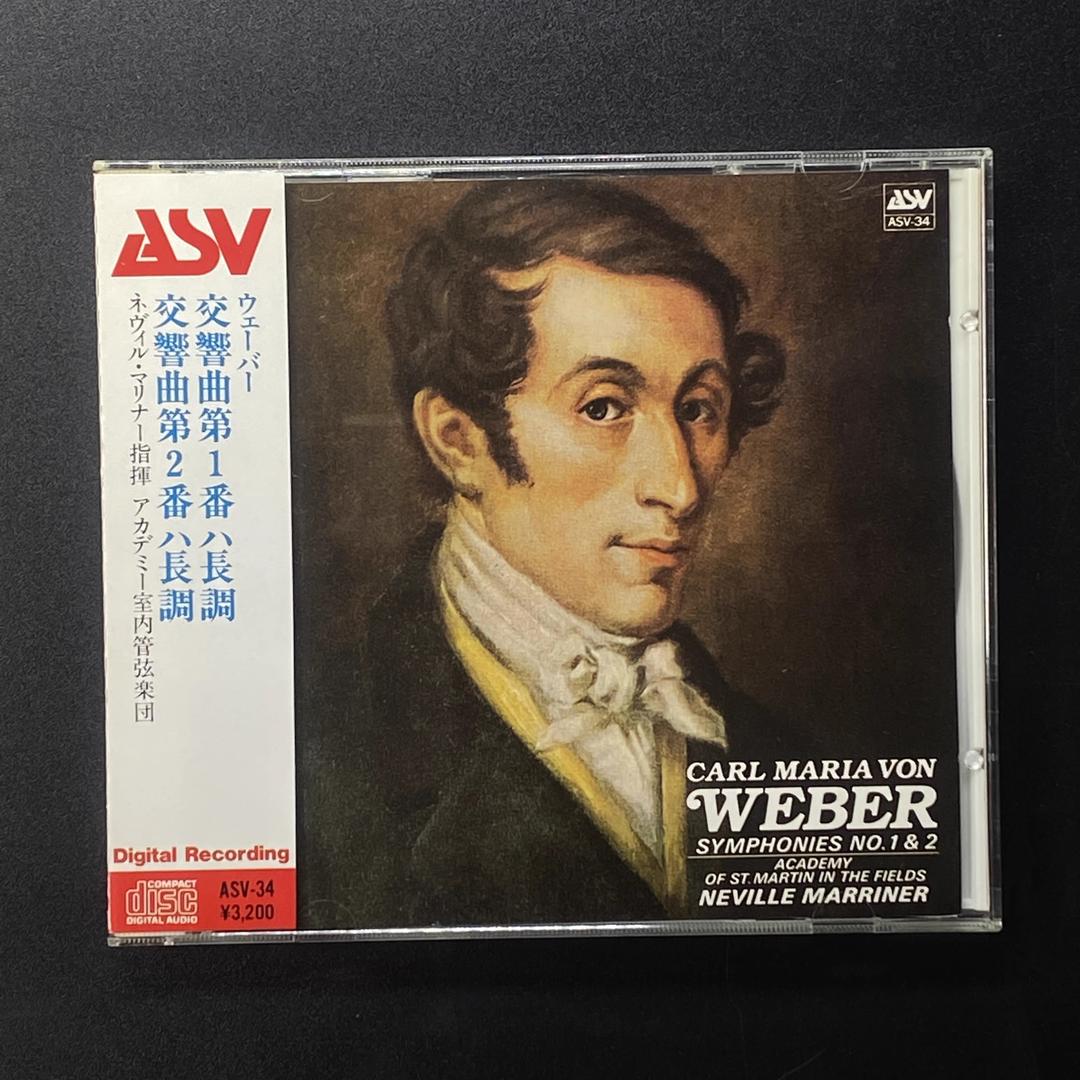 ASV
ウェーバー
交響曲第1番ハ長調
交響曲第2番ハ長調
ネヴィル・マリナー指揮 アカデミー室内管弦楽団
Digital Recording
COMPACT
disc
DIGITAL AUDIO
ASV-34
¥3,200
ASV
ASV-34
CARL MARIA VON
WEBER
SYMPHONIES NO.1 & 2
ACADEMY
OF ST. MARTIN IN THE FIELDS
NEVILLE MARRINER